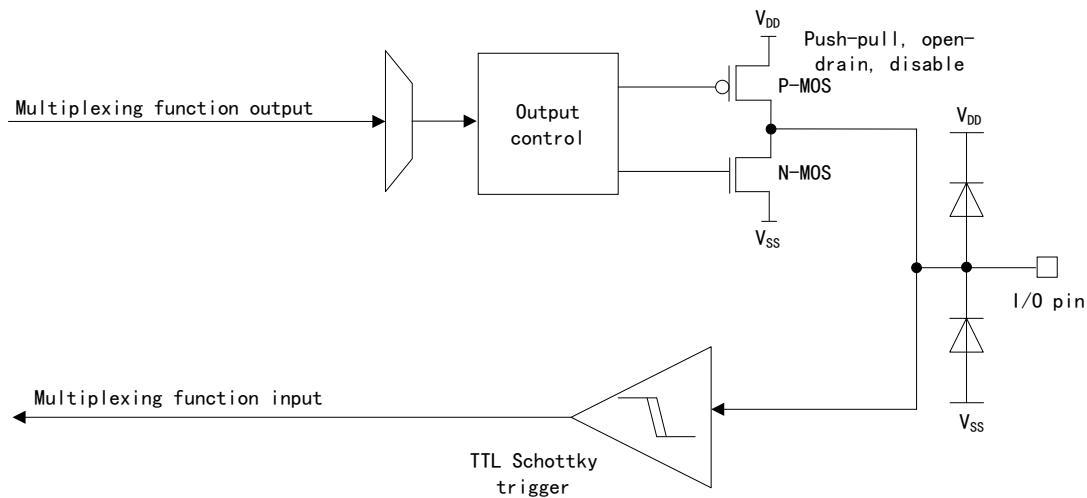 V_DD
Push-pull, open-
drain, disable
P-MOS
Multiplexing function output
Output
control
V_DD
N-MOS
V_SS
I/O pin
Multiplexing function input
V_SS
TTL Schottky
trigger